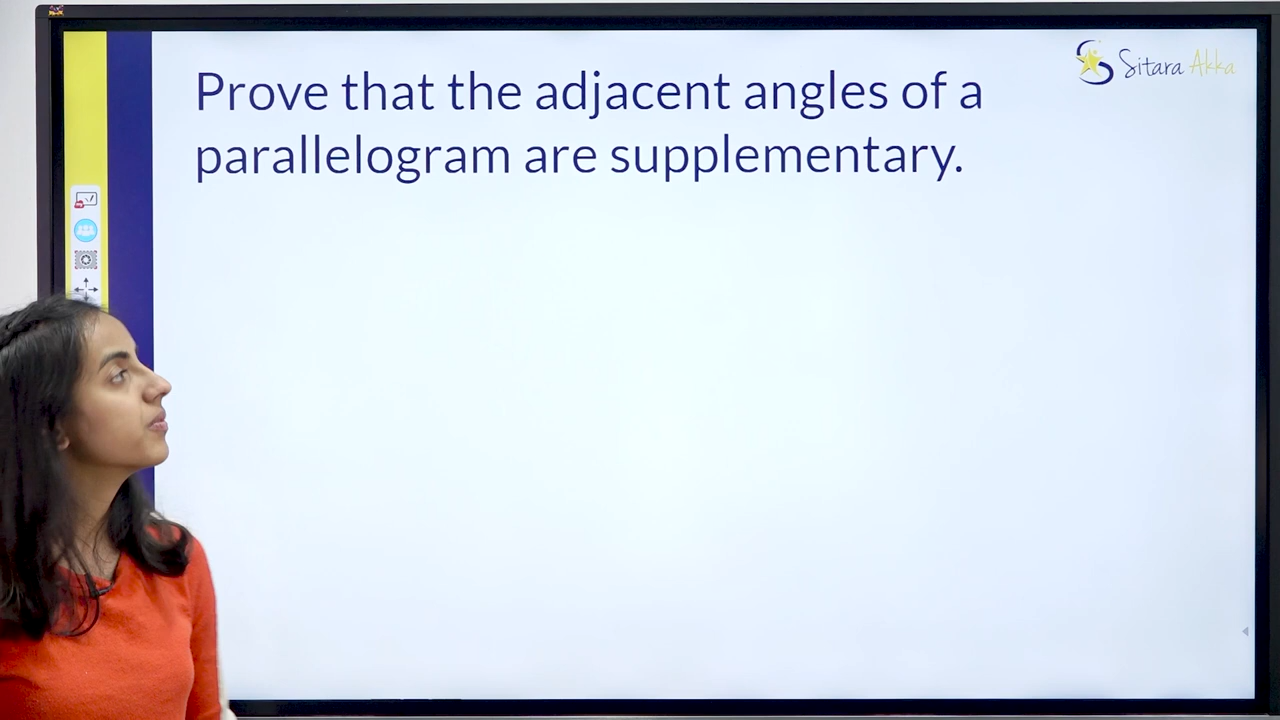 Prove that the adjacent angles of a
parallelogram are supplementary.
Sitara Akka